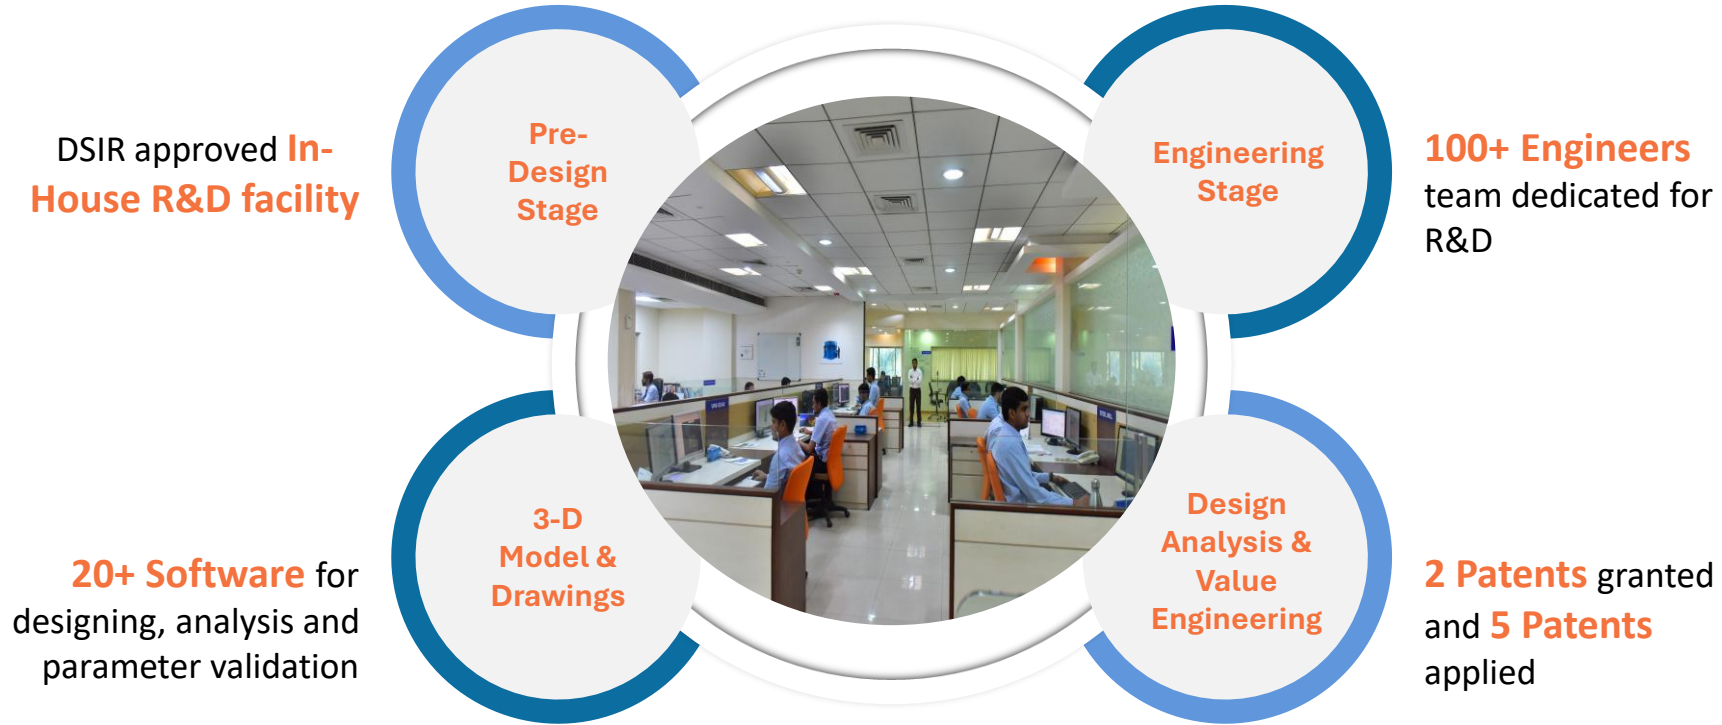 DSIR approved In-
House R&D facility
Pre-
Design
Stage
Engineering
Stage
100+ Engineers
team dedicated for
R&D
20+ Software for
designing, analysis and
parameter validation
3-D
Model &
Drawings
Design
Analysis &
Value
Engineering
2 Patents granted
and 5 Patents
applied